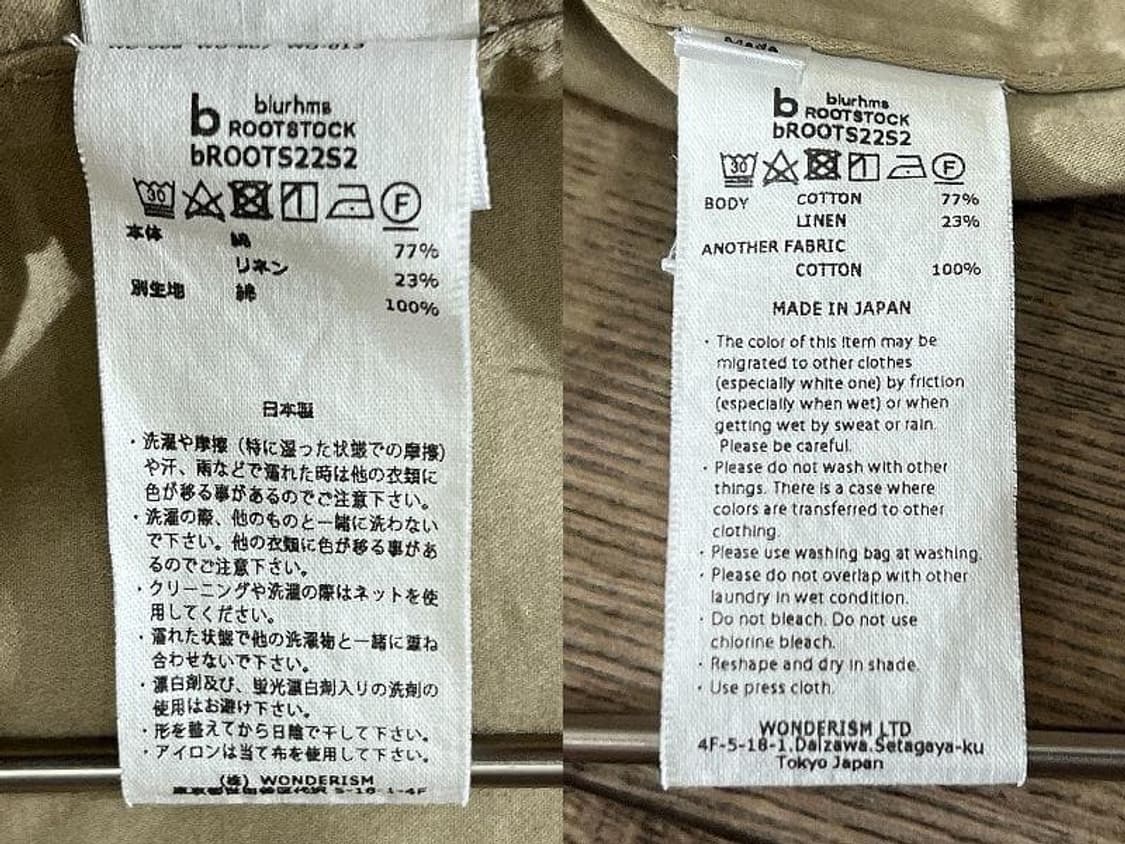 b blurhms
ROOTSTOCK
bROOTS22S2
30 F
本体 綿 77%
リネン 23%
別生地 綿 100%
日本製
・洗濯や摩擦（特に湿った状態での摩擦）
や汗、雨などで濡れた時は他の衣類に
色が移る事があるのでご注意下さい。
・洗濯の際、他のものと一緒に洗わない
で下さい。他の衣類に色が移る事があ
るのでご注意下さい。
・クリーニングや洗濯の際はネットを使
用してください。
・濡れた状態で他の洗濯物と一緒に重ね
合わせないで下さい。
・漂白剤及び、蛍光漂白剤入りの洗剤の
使用はお避け下さい。
・形を整えてから日陰で干して下さい。
・アイロンは当て布を使用して下さい。
(株) WONDERISM
東京都世田谷区代沢 5-18-1-4F
Made
b blurhms
ROOTSTOCK
bROOTS22S2
30 F
BODY COTTON 77%
LINEN 23%
ANOTHER FABRIC
COTTON 100%
MADE IN JAPAN
・The color of this item may be
migrated to other clothes
(especially white one) by friction
(especially when wet) or when
getting wet by sweat or rain.
Please be careful.
・Please do not wash with other
things. There is a case where
colors are transferred to other
clothing.
・Please use washing bag at washing.
・Please do not overlap with other
laundry in wet condition.
・Do not bleach. Do not use
chlorine bleach.
・Reshape and dry in shade.
・Use press cloth.
WONDERISM LTD
4F-5-18-1.Daizawa.Setagaya-ku
Tokyo Japan